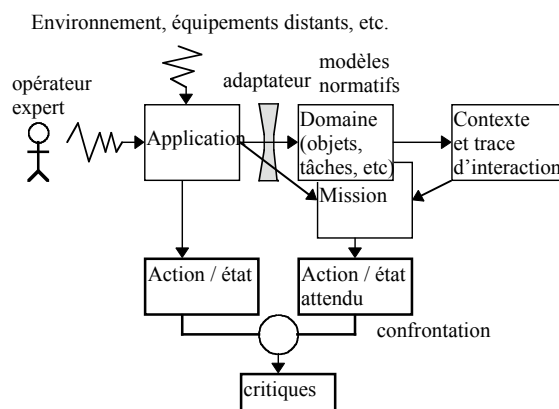 Environnement, équipements distants, etc.
opérateur
expert
adaptateur
modèles
normatifs
Application
Domaine
(objets,
tâches, etc)
Mission
Contexte
et trace
d'interaction
Action / état
Action / état
attendu
confrontation
critiques